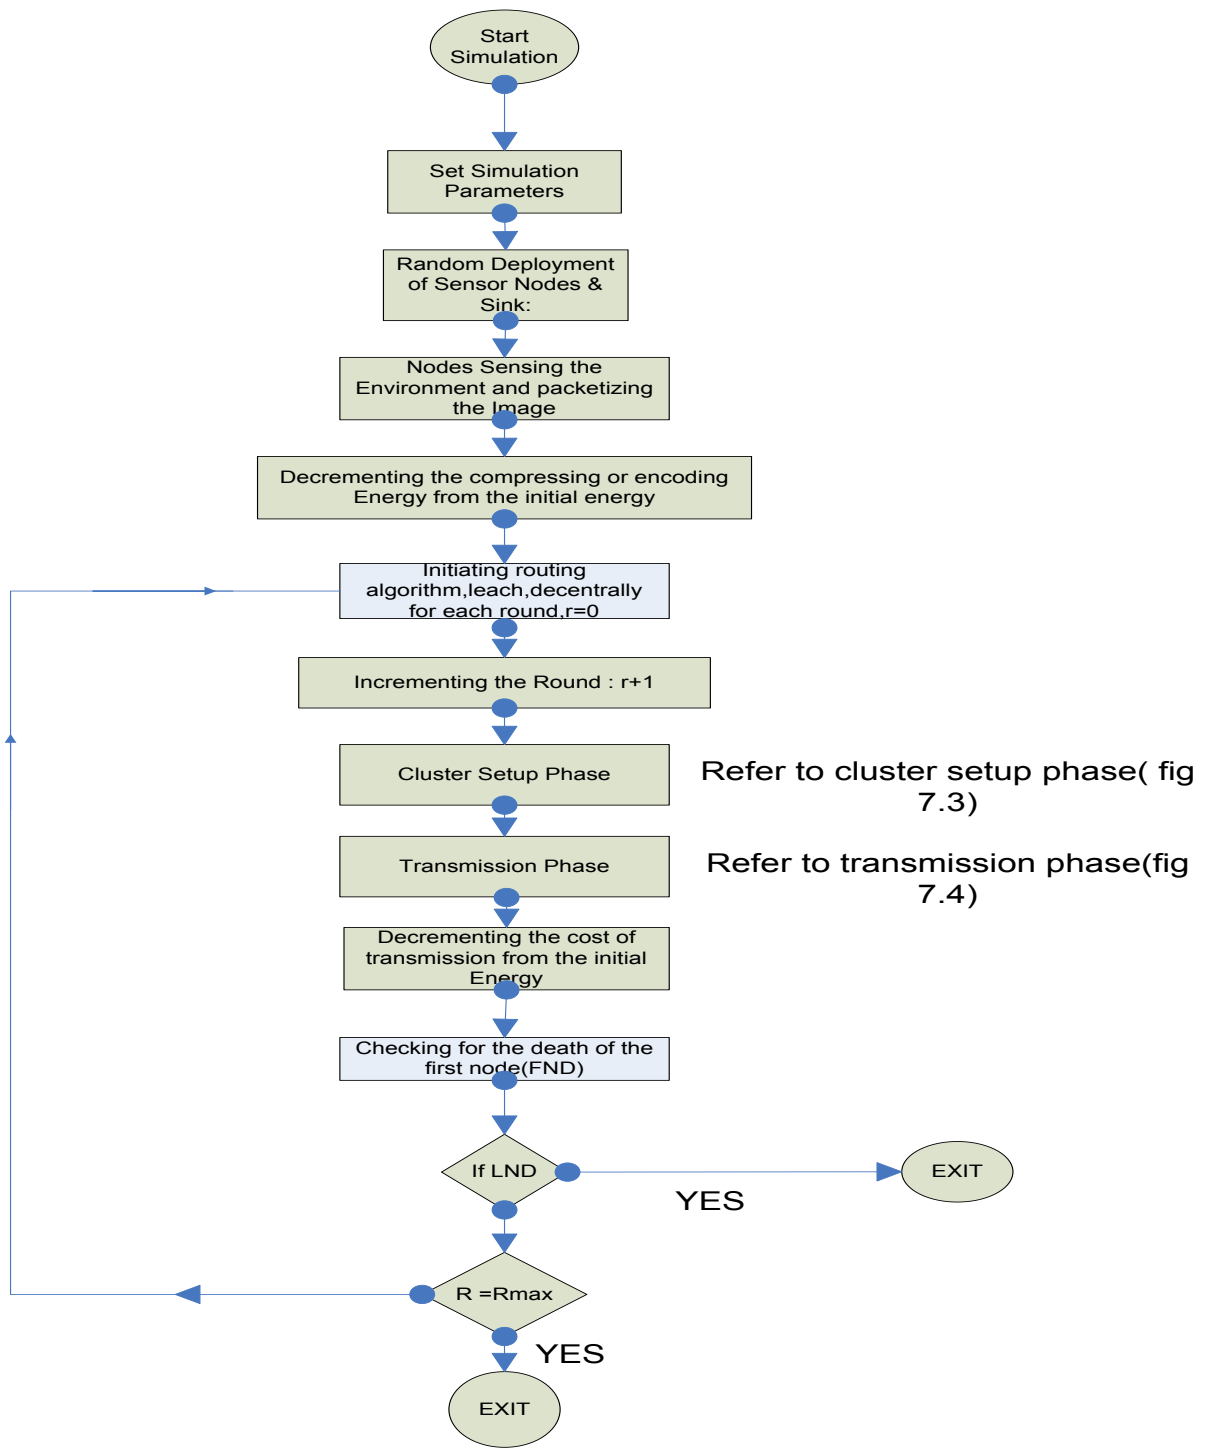 Start
Simulation
Set Simulation
Parameters
Random Deployment
of Sensor Nodes &
Sink:
Nodes Sensing the
Environment and packetizing
the Image
Decrementing the compressing or encoding
Energy from the initial energy
Initiating routing
algorithm,leach,decentrally
for each round,r=0
Incrementing the Round : r+1
Cluster Setup Phase
Refer to cluster setup phase( fig
7.3)
Transmission Phase
Refer to transmission phase(fig
7.4)
Decrementing the cost of
transmission from the initial
Energy
Checking for the death of the
first node(FND)
If LND
EXIT
YES
R =Rmax
YES
EXIT